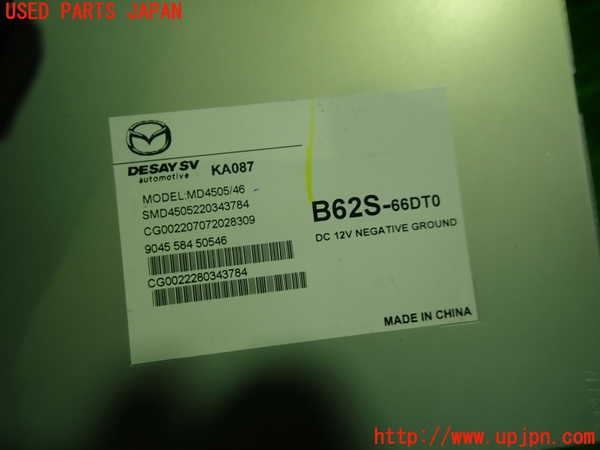 USED PARTS JAPAN
DESAY SV KA087
automotive
MODEL:MD4505/46
SMD4505220343784
CG002207072028309
9045 584 50546
CG0022280343784
B62S-66DT0
DC 12V NEGATIVE GROUND
MADE IN CHINA
http://www.upjpn.com/